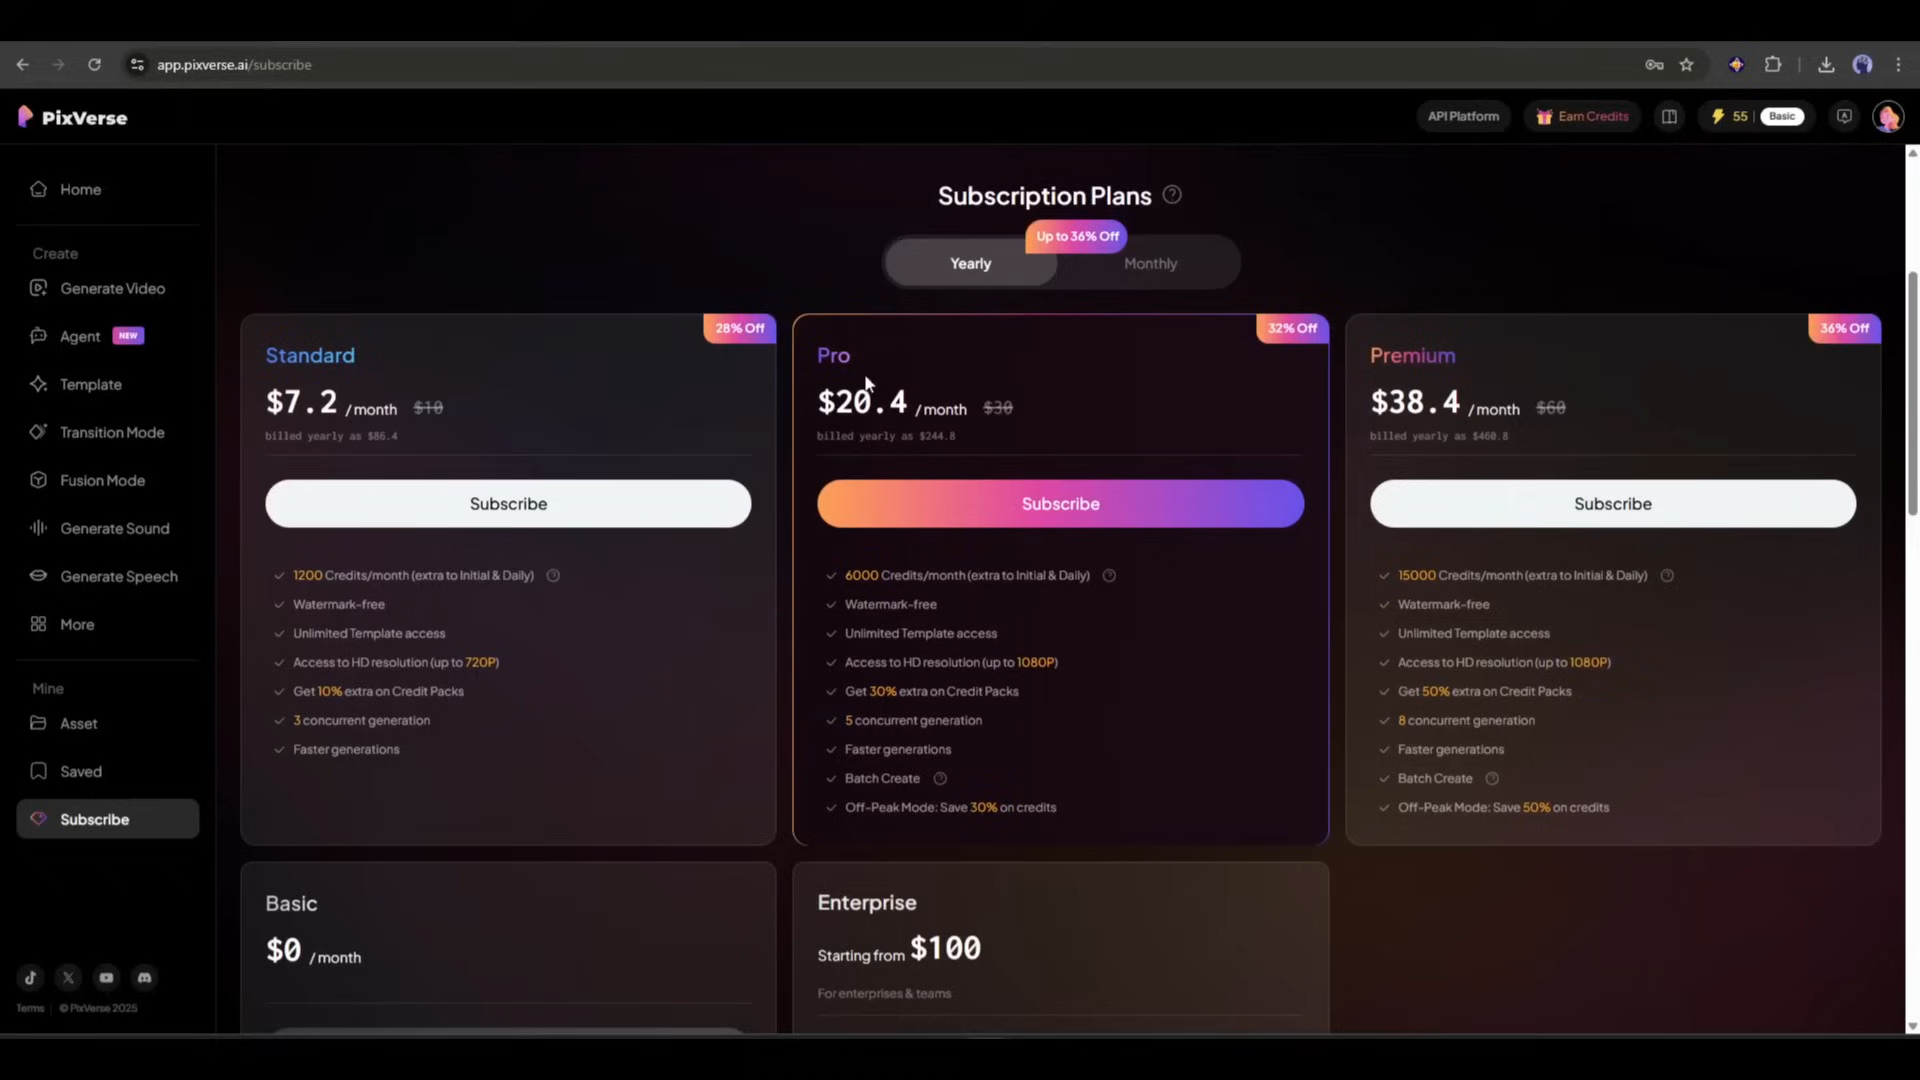 app.pixverse.ai/subscribe
PixVerse
API Platform
Earn Credits
55
Basic
Home
Create
Generate Video
Agent NEW
Template
Transition Mode
Fusion Mode
Generate Sound
Generate Speech
More
Mine
Asset
Saved
Subscribe
Terms
© PixVerse 2025
Subscription Plans
Up to 36% Off
Yearly
Monthly
28% Off
Standard
$7.2 /month $10
billed yearly as $86.4
Subscribe
1200 Credits/month (extra to Initial & Daily)
Watermark-free
Unlimited Template access
Access to HD resolution (up to 720P)
Get 10% extra on Credit Packs
3 concurrent generation
Faster generations
32% Off
Pro
$20.4 /month $30
billed yearly as $244.8
Subscribe
6000 Credits/month (extra to Initial & Daily)
Watermark-free
Unlimited Template access
Access to HD resolution (up to 1080P)
Get 30% extra on Credit Packs
5 concurrent generation
Faster generations
Batch Create
Off-Peak Mode: Save 30% on credits
36% Off
Premium
$38.4 /month $60
billed yearly as $460.8
Subscribe
15000 Credits/month (extra to Initial & Daily)
Watermark-free
Unlimited Template access
Access to HD resolution (up to 1080P)
Get 50% extra on Credit Packs
8 concurrent generation
Faster generations
Batch Create
Off-Peak Mode: Save 50% on credits
Basic
$0 /month
Enterprise
Starting from $100
For enterprises & teams